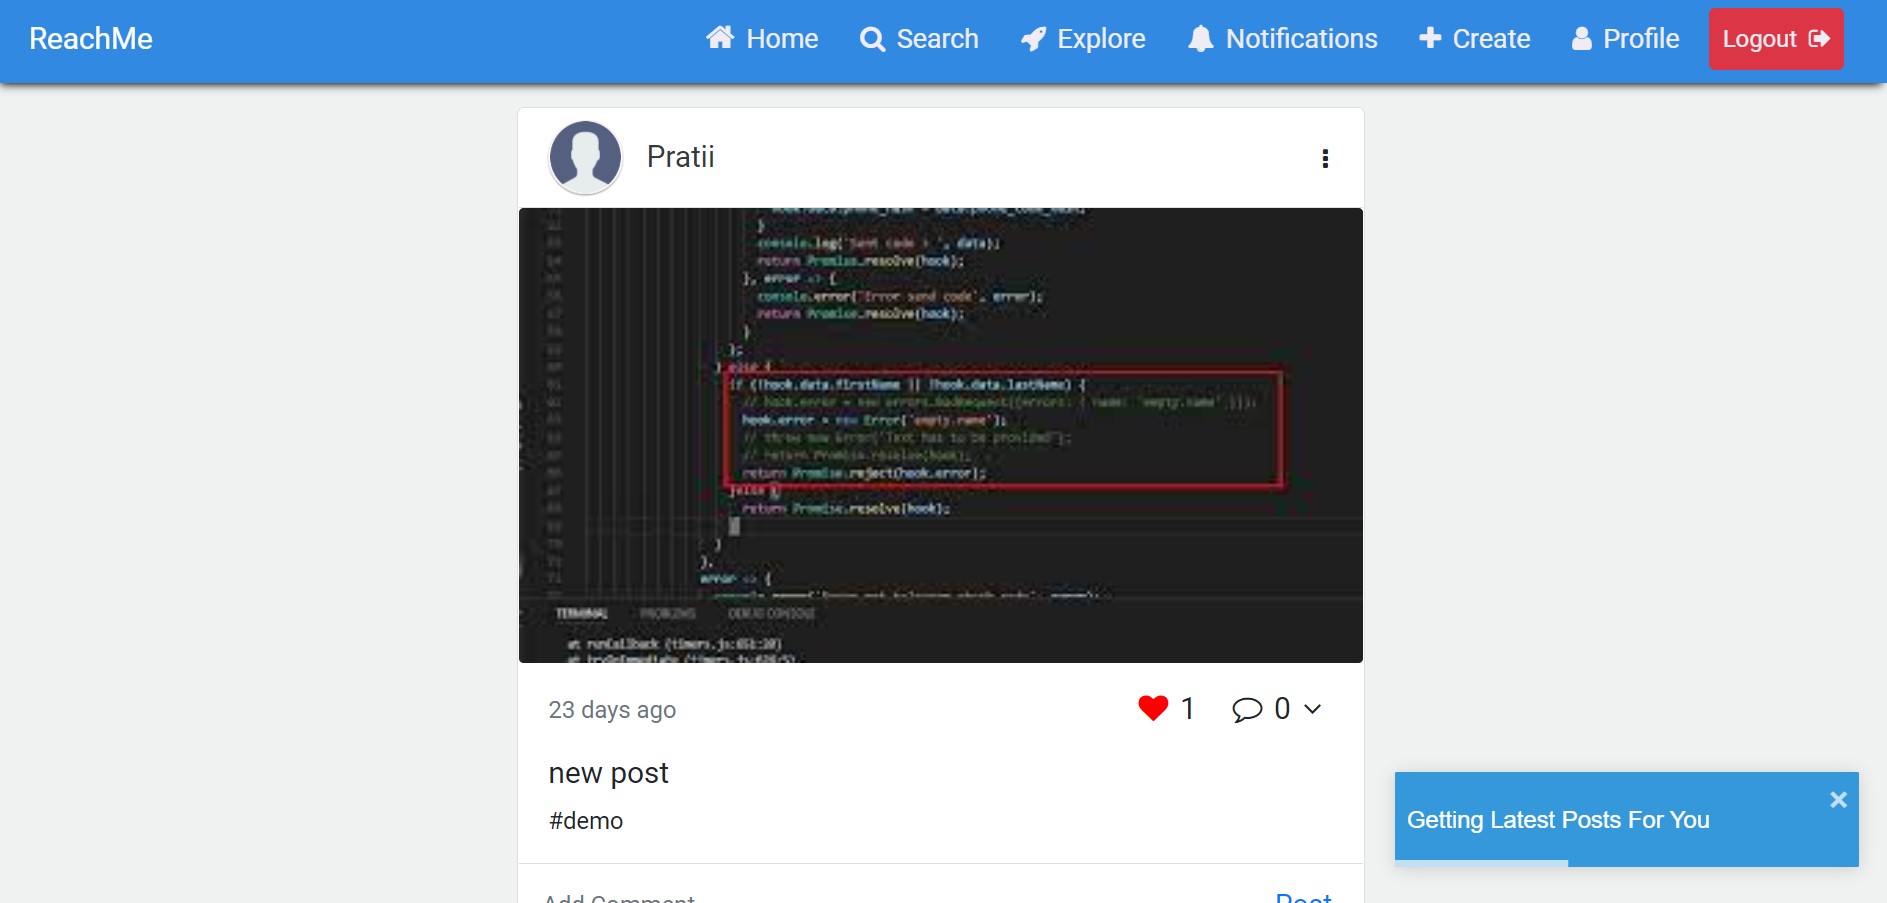 ReachMe Home Search Explore Notifications Create Profile Logout
Pratii
}
console.log('Sent code > ', data);
return Promise.resolve(hook);
}, error => {
console.error('Error send code', error);
return Promise.resolve(hook);
}
};
} else {
if (!hook.data.firstName || !hook.data.lastName) {
// hook.error = new errors.BadRequest({errors: { name: 'empty.name' }});
hook.error = new Error('empty.name');
// throw new Error('Text has to be provided');
// return Promise.resolve(hook);
return Promise.reject(hook.error);
}else {
return Promise.resolve(hook);
}
},
error => {
TERMINAL PROBLEMS DEBUG CONSOLE
at runCallback (timers.js:651:20)
at tryOnImmediate (timers.js:
23 days ago 1 0
new post
#demo
Getting Latest Posts For You
Add Comment
Post